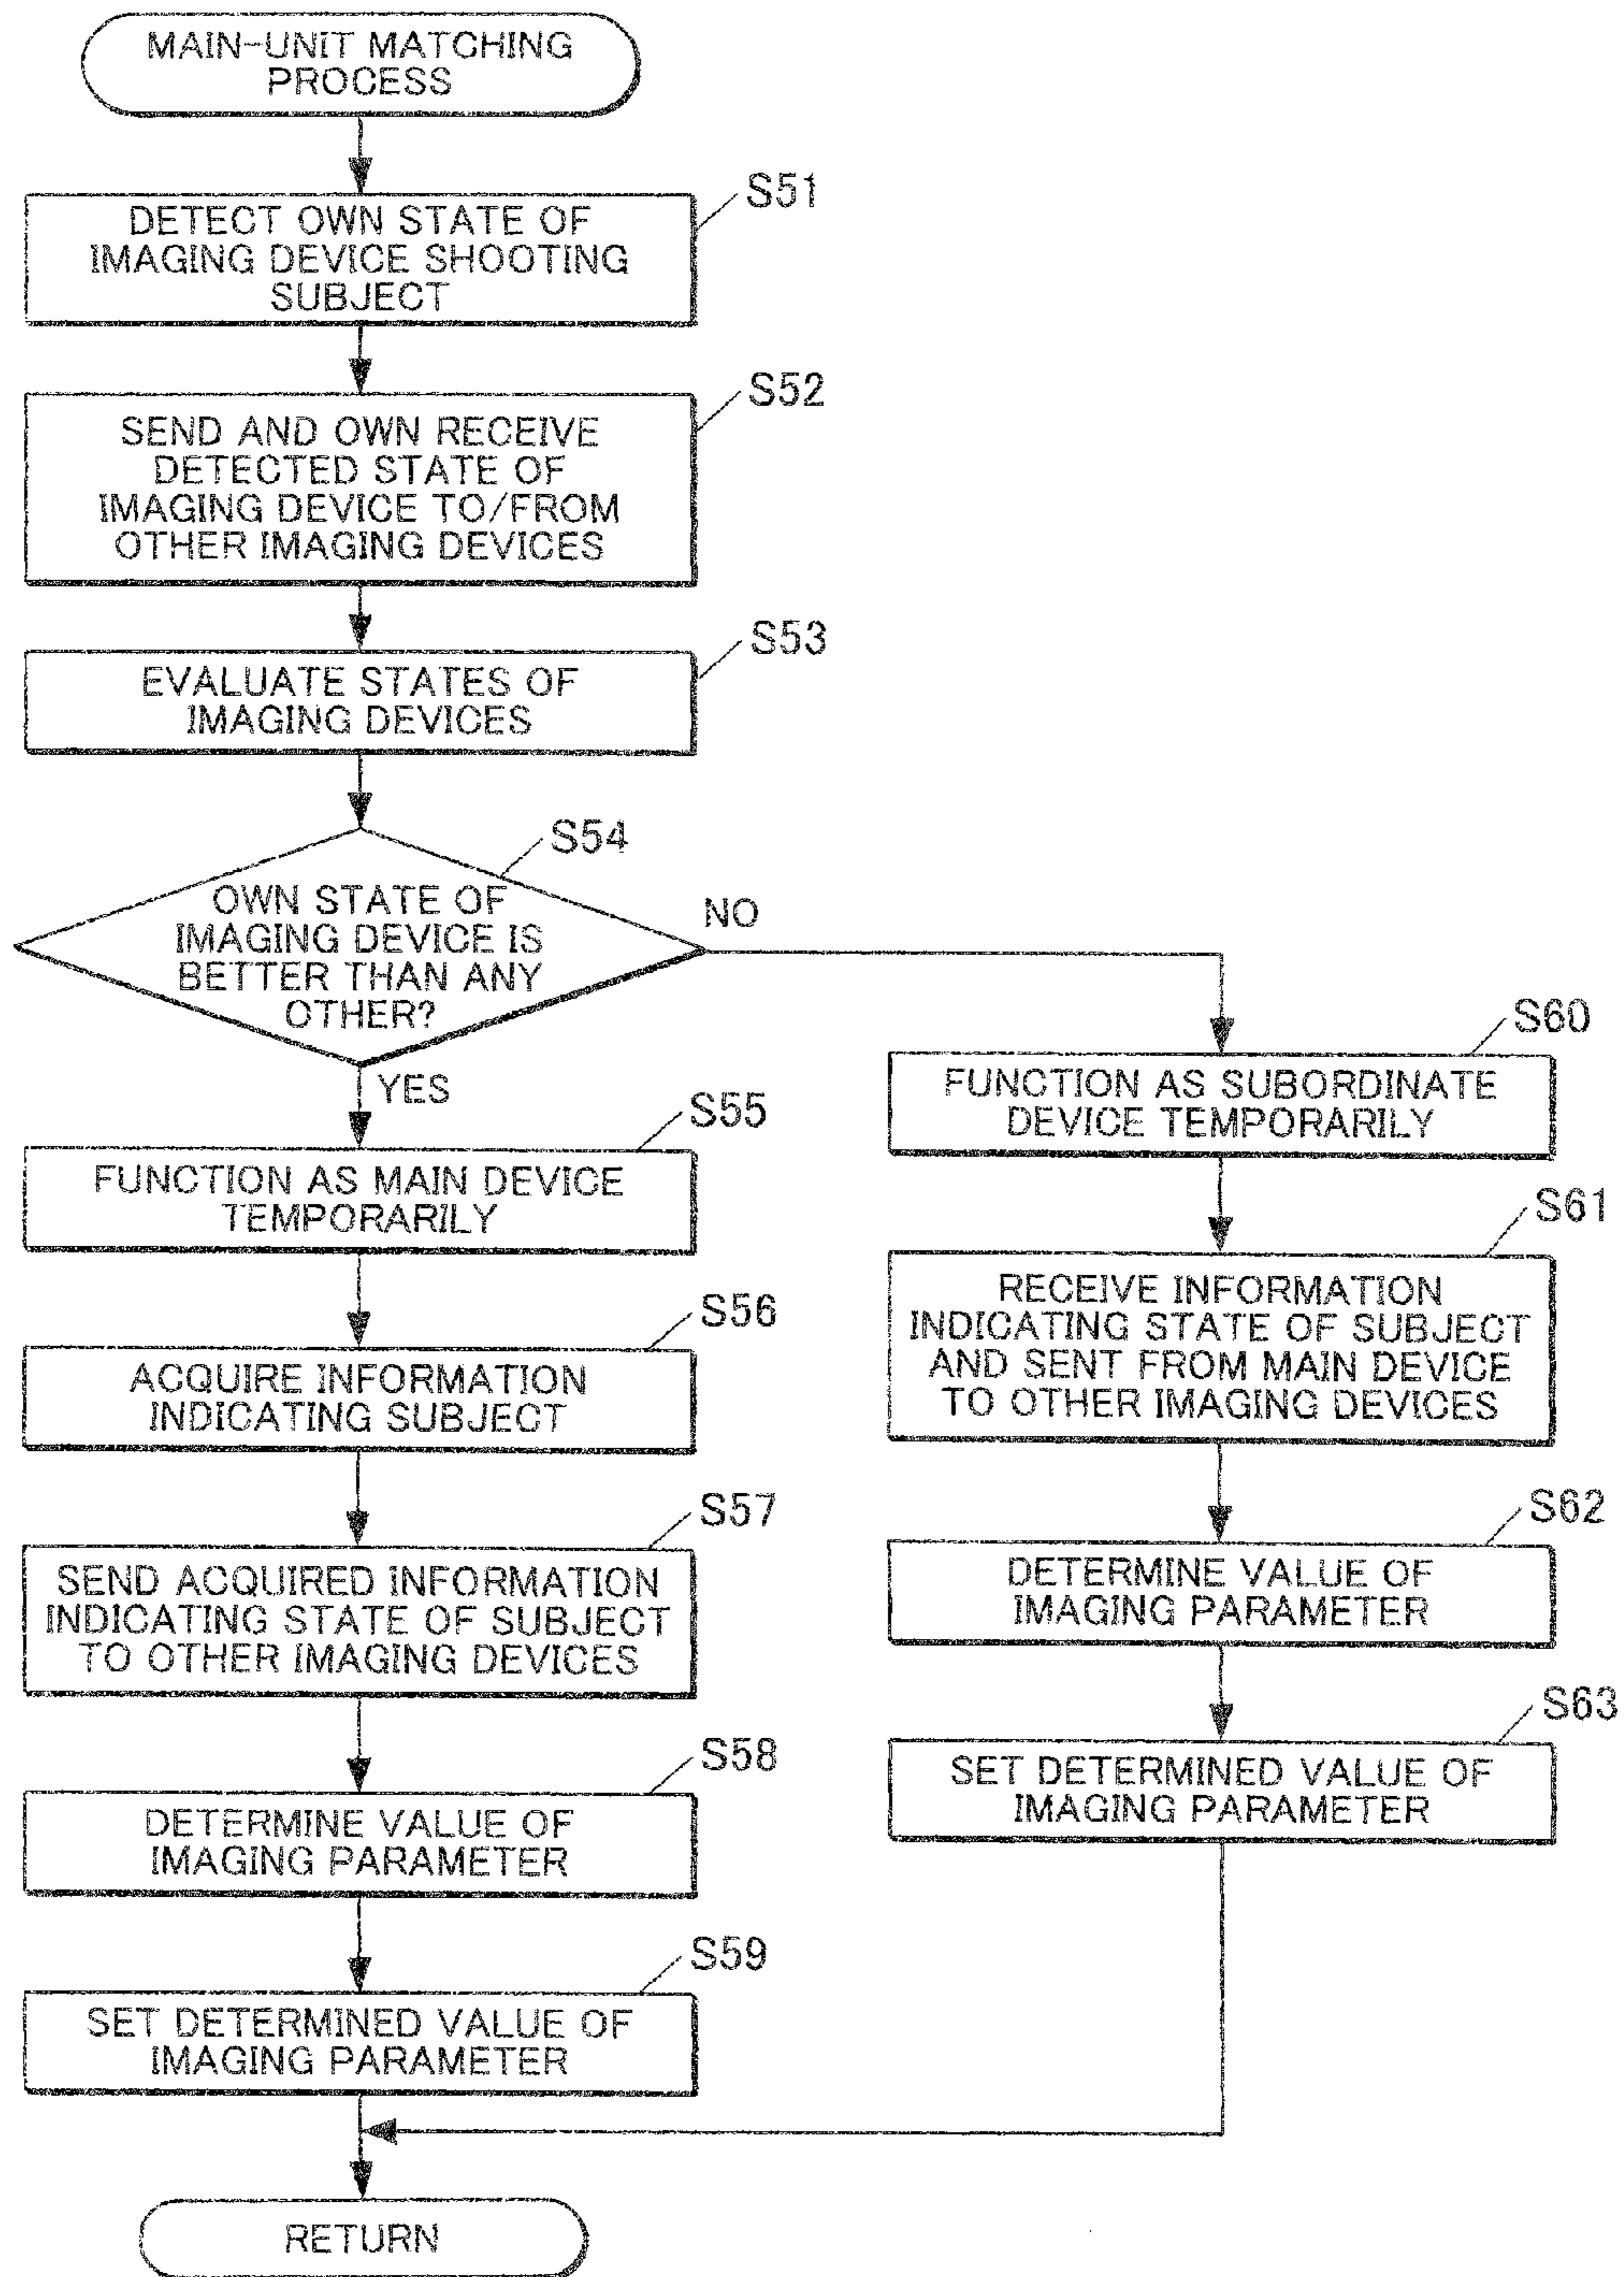 MAIN-UNIT MATCHING
PROCESS
S51
DETECT OWN STATE OF
IMAGING DEVICE SHOOTING
SUBJECT
S52
SEND AND OWN RECEIVE
DETECTED STATE OF
IMAGING DEVICE TO/FROM
OTHER IMAGING DEVICES
S53
EVALUATE STATES OF
IMAGING DEVICES
S54
OWN STATE OF
IMAGING DEVICE IS
BETTER THAN ANY
OTHER?
NO
YES
S55
FUNCTION AS MAIN DEVICE
TEMPORARILY
S56
ACQUIRE INFORMATION
INDICATING SUBJECT
S57
SEND ACQUIRED INFORMATION
INDICATING STATE OF SUBJECT
TO OTHER IMAGING DEVICES
S58
DETERMINE VALUE OF
IMAGING PARAMETER
S59
SET DETERMINED VALUE OF
IMAGING PARAMETER
S60
FUNCTION AS SUBORDINATE
DEVICE TEMPORARILY
S61
RECEIVE INFORMATION
INDICATING STATE OF SUBJECT
AND SENT FROM MAIN DEVICE
TO OTHER IMAGING DEVICES
S62
DETERMINE VALUE OF
IMAGING PARAMETER
S63
SET DETERMINED VALUE OF
IMAGING PARAMETER
RETURN